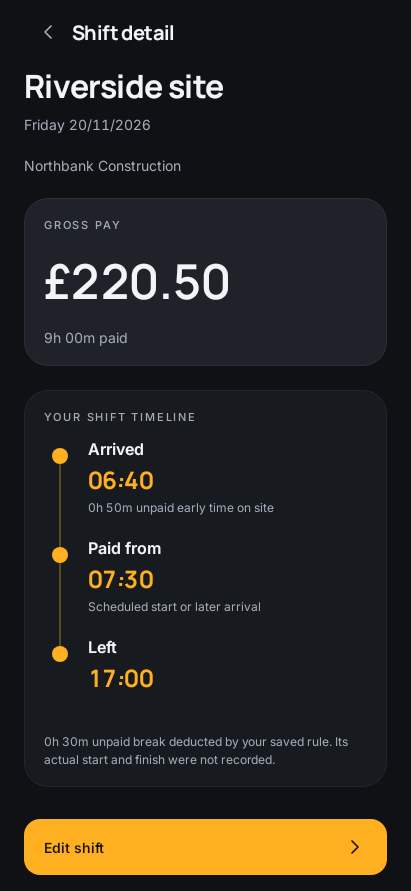 Shift detail
Riverside site
Friday 20/11/2026
Northbank Construction
GROSS PAY
£220.50
9h 00m paid
YOUR SHIFT TIMELINE
Arrived
06:40
0h 50m unpaid early time on site
Paid from
07:30
Scheduled start or later arrival
Left
17:00
0h 30m unpaid break deducted by your saved rule. Its
actual start and finish were not recorded.
Edit shift